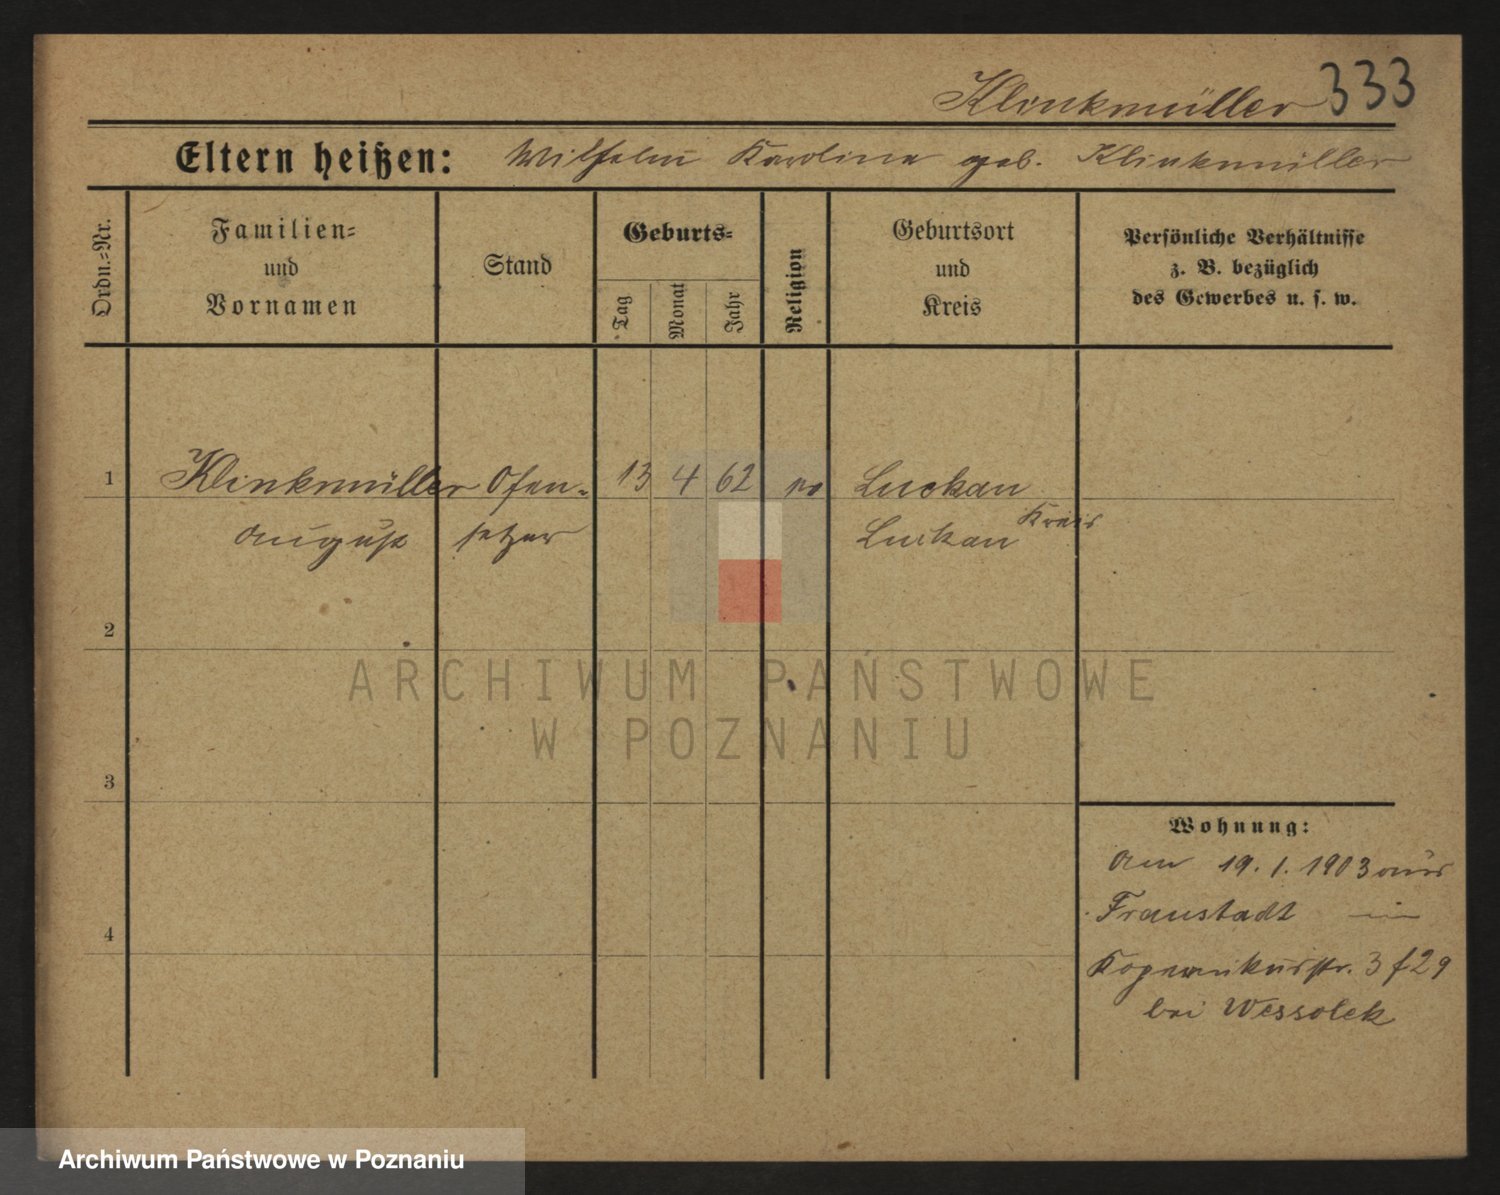 Klinkmüller 333
Eltern heißen: Wilhelm Karoline geb. Klinkmüller
Ordn.-Nr.
Familien-
und
Vornamen
Stand
Geburts-
Tag
Monat
Jahr
Religion
Geburtsort
und
Kreis
Persönliche Verhältnisse
z. B. bezüglich
des Gewerbes u. s. w.
1 Klinkmüller Ofen- 13 4 62 Luckau
August setzer Luckau Kreis
2
3
4
Wohnung:
Am 19. 1. 1903 aus
Fraustadt
Kopernikusstr. 3
bei Wessolek
ARCHIWUM PAŃSTWOWE
W POZNANIU
Archiwum Państwowe w Poznaniu